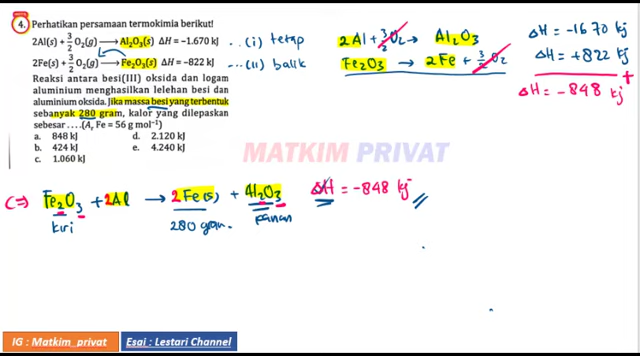 4. Perhatikan persamaan termokimia berikut!
2Al(s) + 3/2 O₂(g) ⟶ Al₂O₃(s) ΔH = −1.670 kJ ...(i) tetap
2Fe(s) + 3/2 O₂(g) ⟶ Fe₂O₃(s) ΔH = −822 kJ ...(ii) balik
Reaksi antara besi(III) oksida dan logam
aluminium menghasilkan lelehan besi dan
aluminium oksida. Jika massa besi yang terbentuk
sebanyak 280 gram, kalor yang dilepaskan
sebesar . . . . (Aᵣ Fe = 56 g mol⁻¹)
a. 848 kJ d. 2.120 kJ
b. 424 kJ e. 4.240 kJ
c. 1.060 kJ
2Al + 3/2 O₂ → Al₂O₃ ΔH = -1670 kj
Fe₂O₃ → 2Fe + 3/2 O₂ ΔH = +822 kj
+
ΔH = -848 kj
MATKIM PRIVAT
(⇒) Fe₂O₃ + 2Al → 2Fe(s) + Al₂O₃ ΔH = -848 kj
kiri 280 gram. kanan
IG : Matkim_privat Esai : Lestari Channel